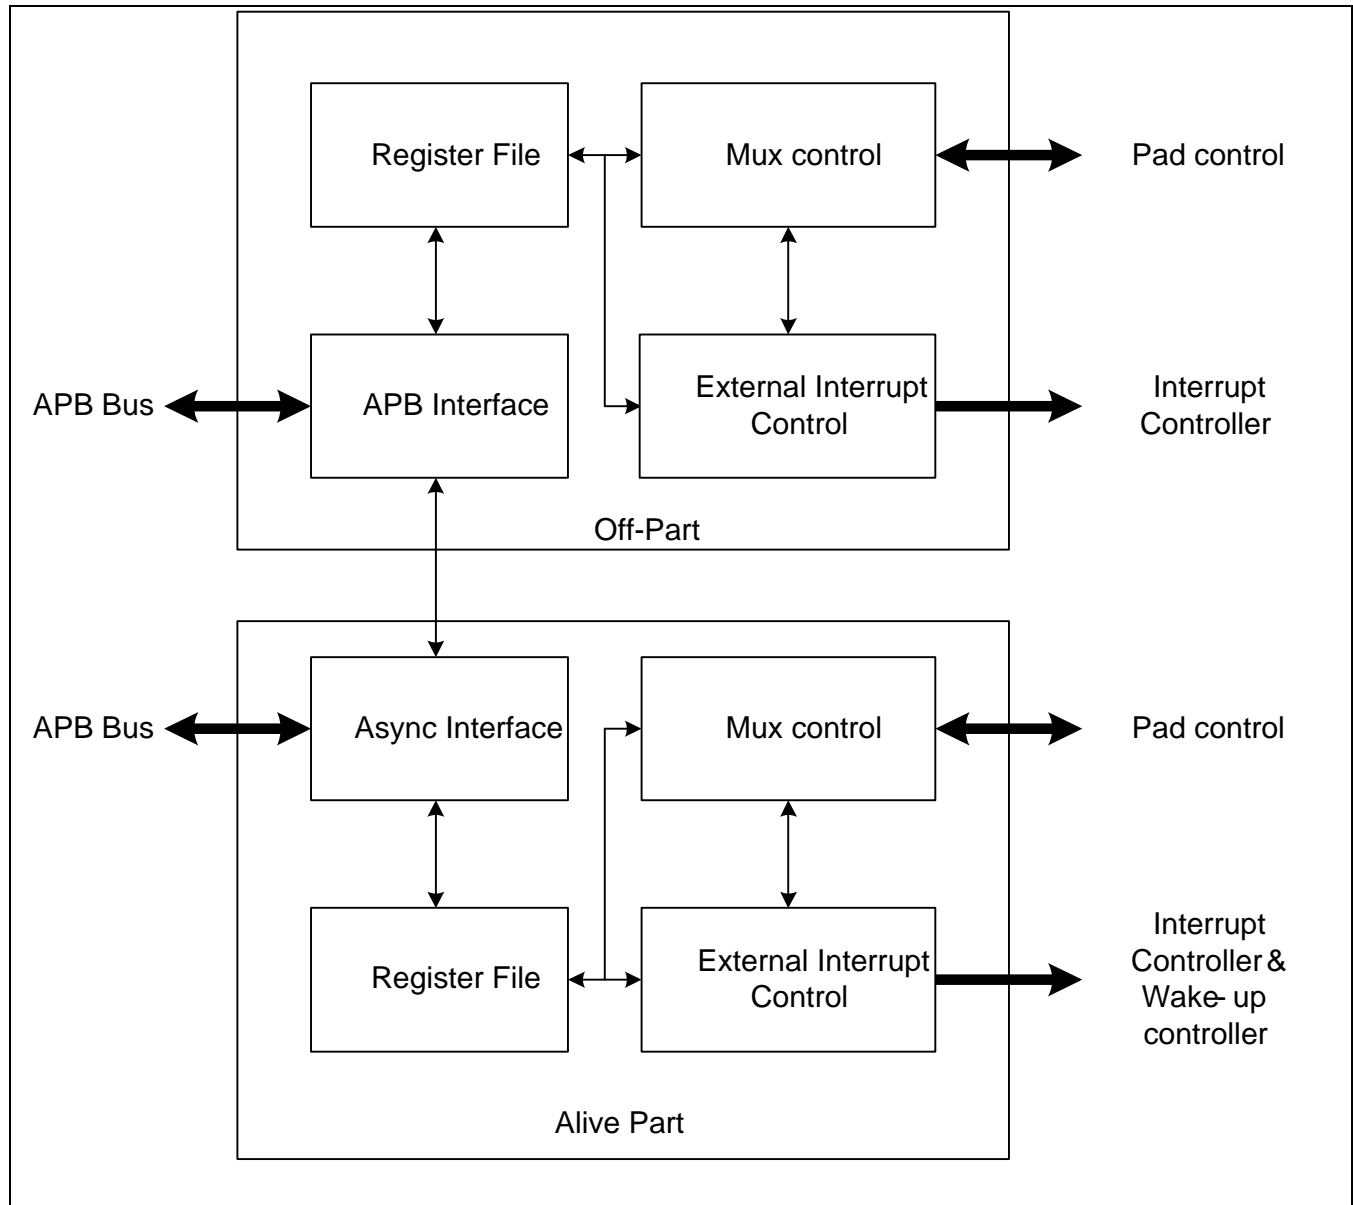 Register File
Mux control
Pad control
APB Bus
APB Interface
External Interrupt
Control
Interrupt
Controller
Off-Part
APB Bus
Async Interface
Mux control
Pad control
Register File
External Interrupt
Control
Interrupt
Controller &
Wake- up
controller
Alive Part